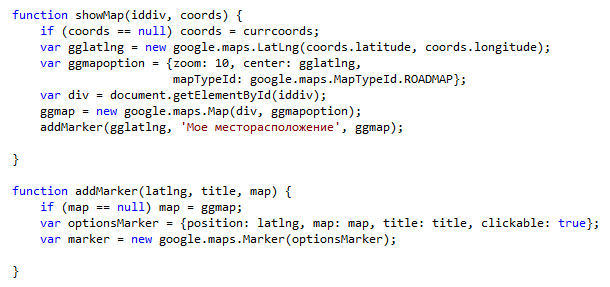 function showMap(iddiv, coords) {
    if (coords == null) coords = currcoords;
    var gglatlng = new google.maps.LatLng(coords.latitude, coords.longitude);
    var ggmapoption = {zoom: 10, center: gglatlng,
                       mapTypeId: google.maps.MapTypeId.ROADMAP};
    var div = document.getElementById(iddiv);
    ggmap = new google.maps.Map(div, ggmapoption);
    addMarker(gglatlng, 'Мое месторасположение', ggmap);
}
function addMarker(latlng, title, map) {
    if (map == null) map = ggmap;
    var optionsMarker = {position: latlng, map: map, title: title, clickable: true};
    var marker = new google.maps.Marker(optionsMarker);
}